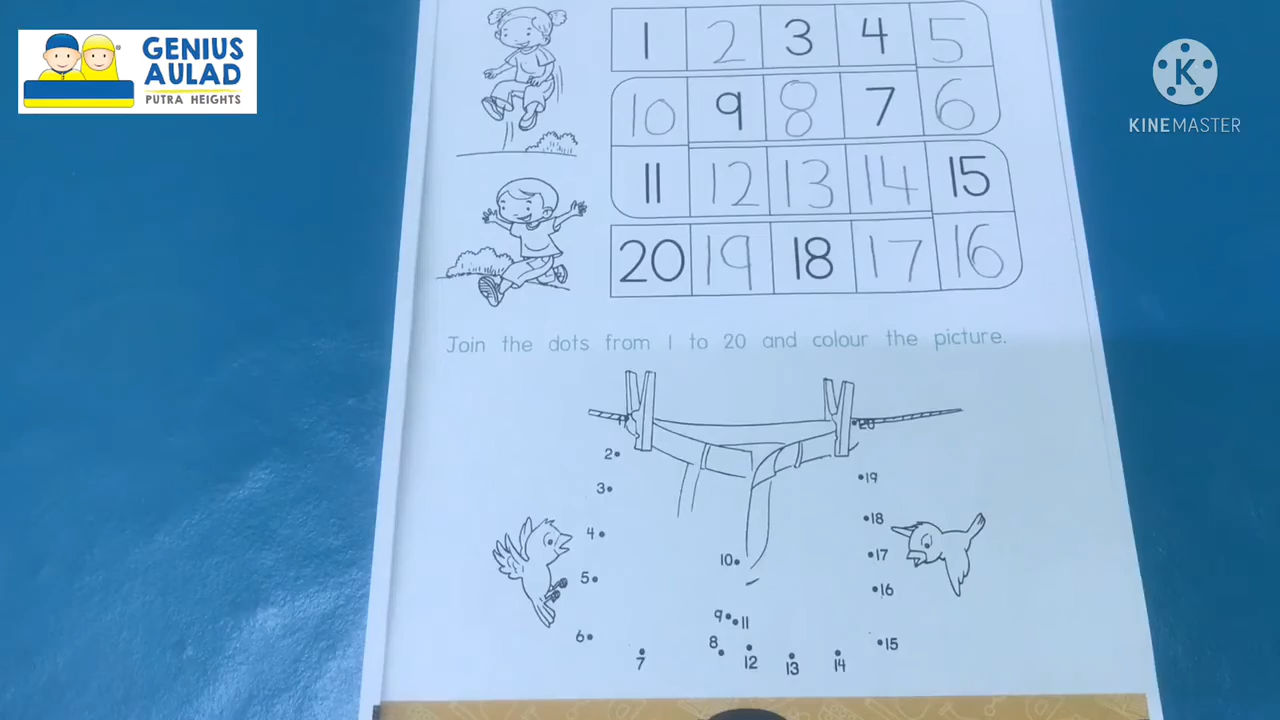 GENIUS
AULAD
PUTRA HEIGHTS
KINEMASTER
1 2 3 4 5
10 9 8 7 6
11 12 13 14 15
20 19 18 17 16
Join the dots from 1 to 20 and colour the picture.
1 20
2
19
3
18
4
17
10
5
16
9 11
6
15
8
7
12
13
14